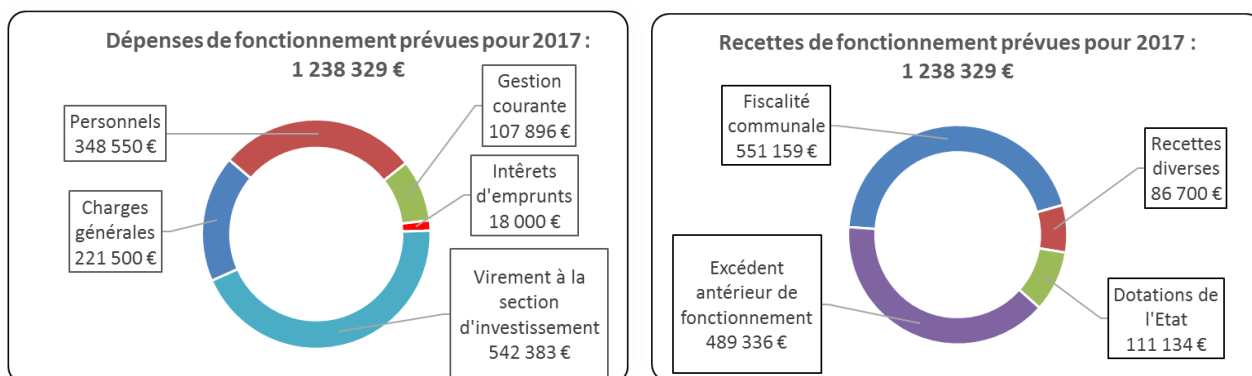 Dépenses de fonctionnement prévues pour 2017 :
1 238 329 €
Gestion
courante
107 896 €
Personnels
348 550 €
Intêrets
d'emprunts
18 000 €
Charges
générales
221 500 €
Virement à la
section
d'investissement
542 383 €
Recettes de fonctionnement prévues pour 2017 :
1 238 329 €
Fiscalité
communale
551 159 €
Recettes
diverses
86 700 €
Excédent
antérieur de
fonctionnement
489 336 €
Dotations de
l'Etat
111 134 €